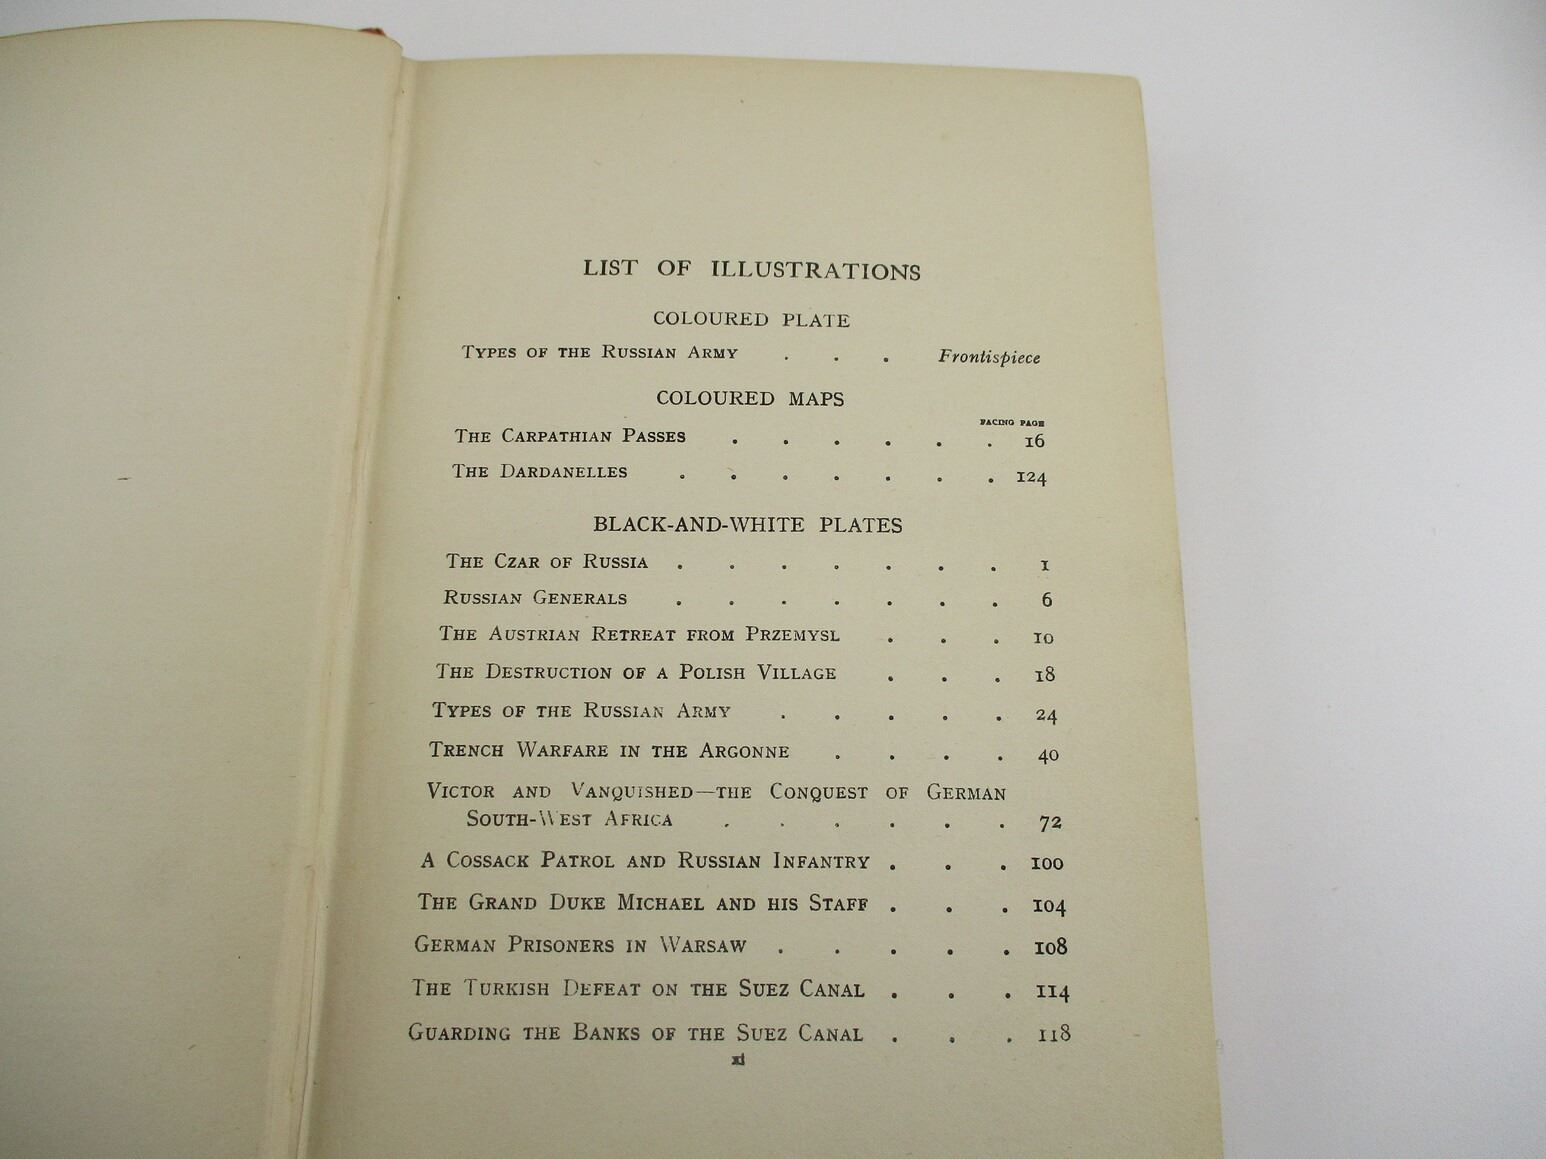 LIST OF ILLUSTRATIONS
COLOURED PLATE
Types of the Russian Army . . . Frontispiece
COLOURED MAPS
FACING PAGE
The Carpathian Passes . . . . . . 16
The Dardanelles . . . . . . . 124
BLACK-AND-WHITE PLATES
The Czar of Russia . . . . . . . 1
Russian Generals . . . . . . . 6
The Austrian Retreat from Przemysl . . . 10
The Destruction of a Polish Village . . . 18
Types of the Russian Army . . . . . 24
Trench Warfare in the Argonne . . . . 40
Victor and Vanquished—the Conquest of German
South-West Africa . . . . . . 72
A Cossack Patrol and Russian Infantry . . . 100
The Grand Duke Michael and his Staff . . . 104
German Prisoners in Warsaw . . . . . 108
The Turkish Defeat on the Suez Canal . . . 114
Guarding the Banks of the Suez Canal . . . 118
xi